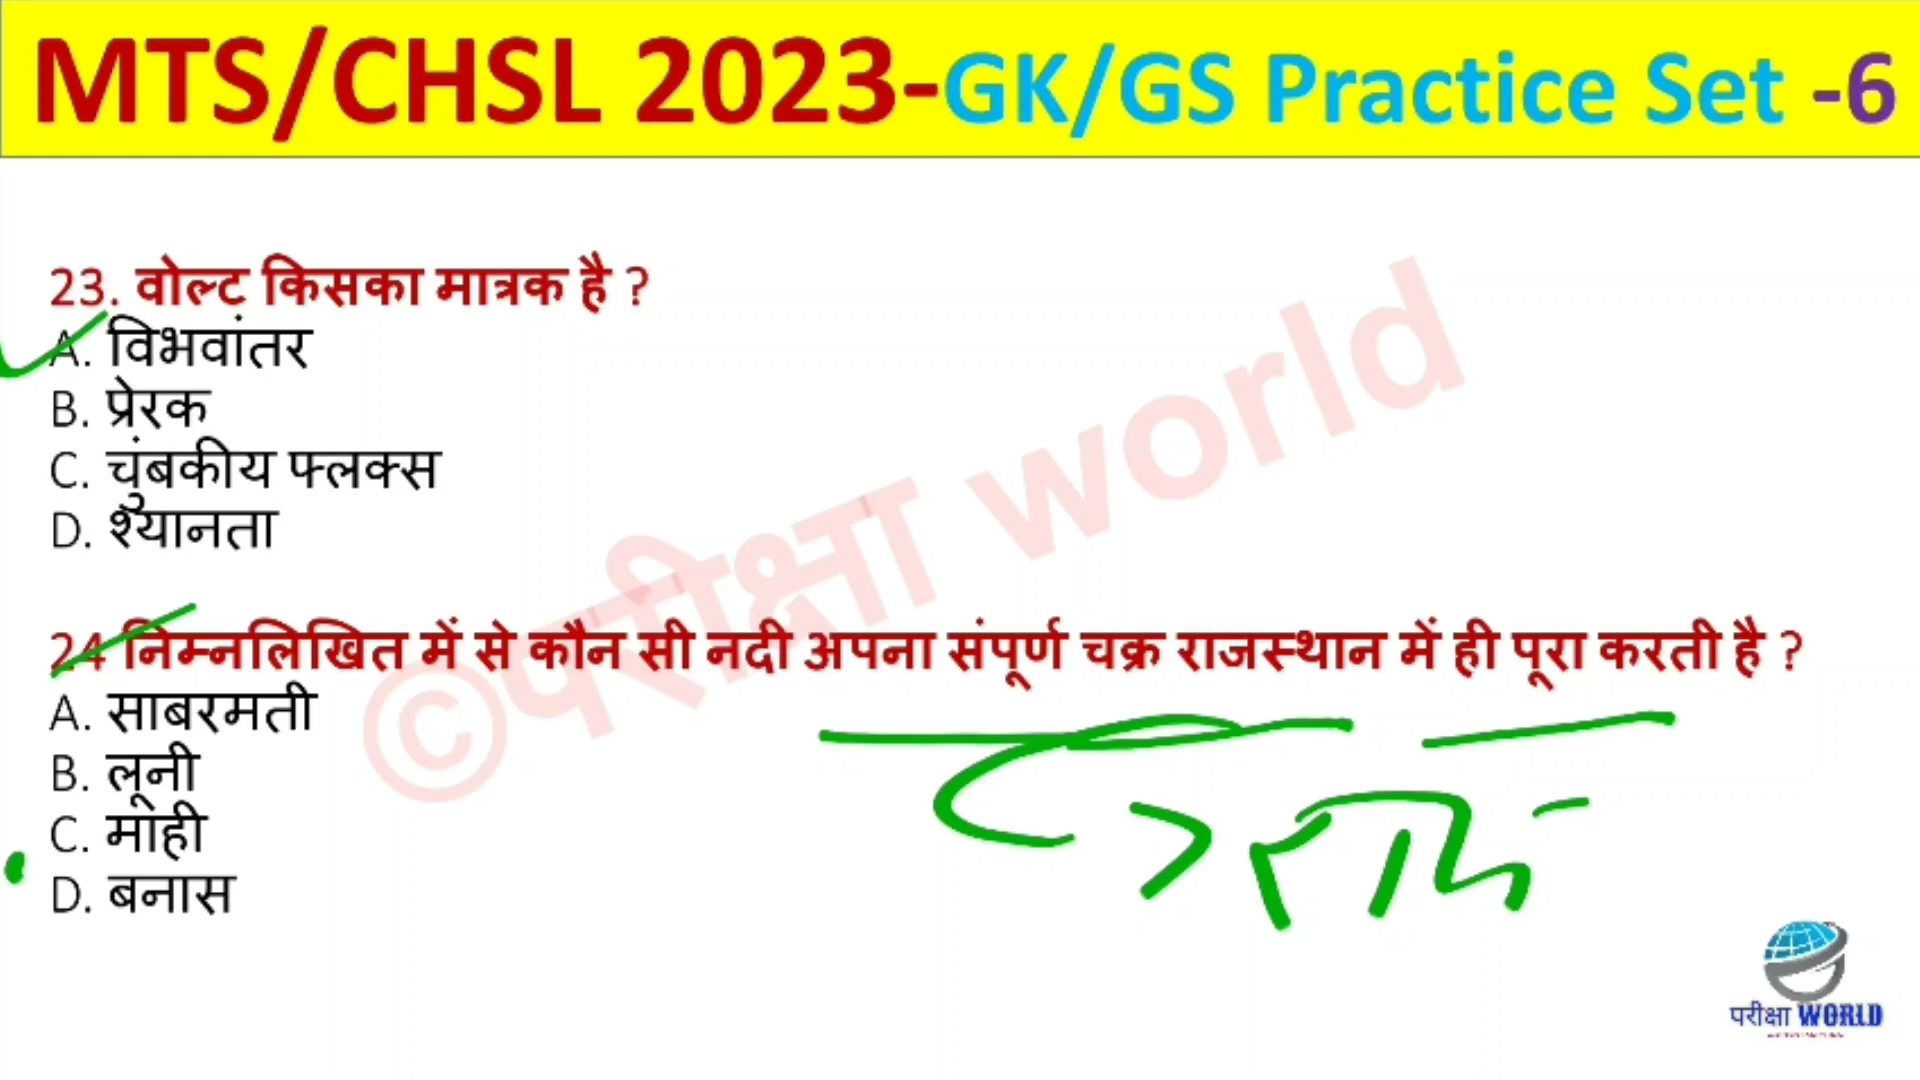 MTS/CHSL 2023-GK/GS Practice Set -6
23. वोल्ट किसका मात्रक है ?
A. विभवांतर
B. प्रेरक
C. चुंबकीय फ्लक्स
D. श्यानता
24 निम्नलिखित में से कौन सी नदी अपना संपूर्ण चक्र राजस्थान में ही पूरा करती है ?
A. साबरमती
B. लूनी
C. माही
D. बनास
©परीक्षा world
परीक्षा WORLD